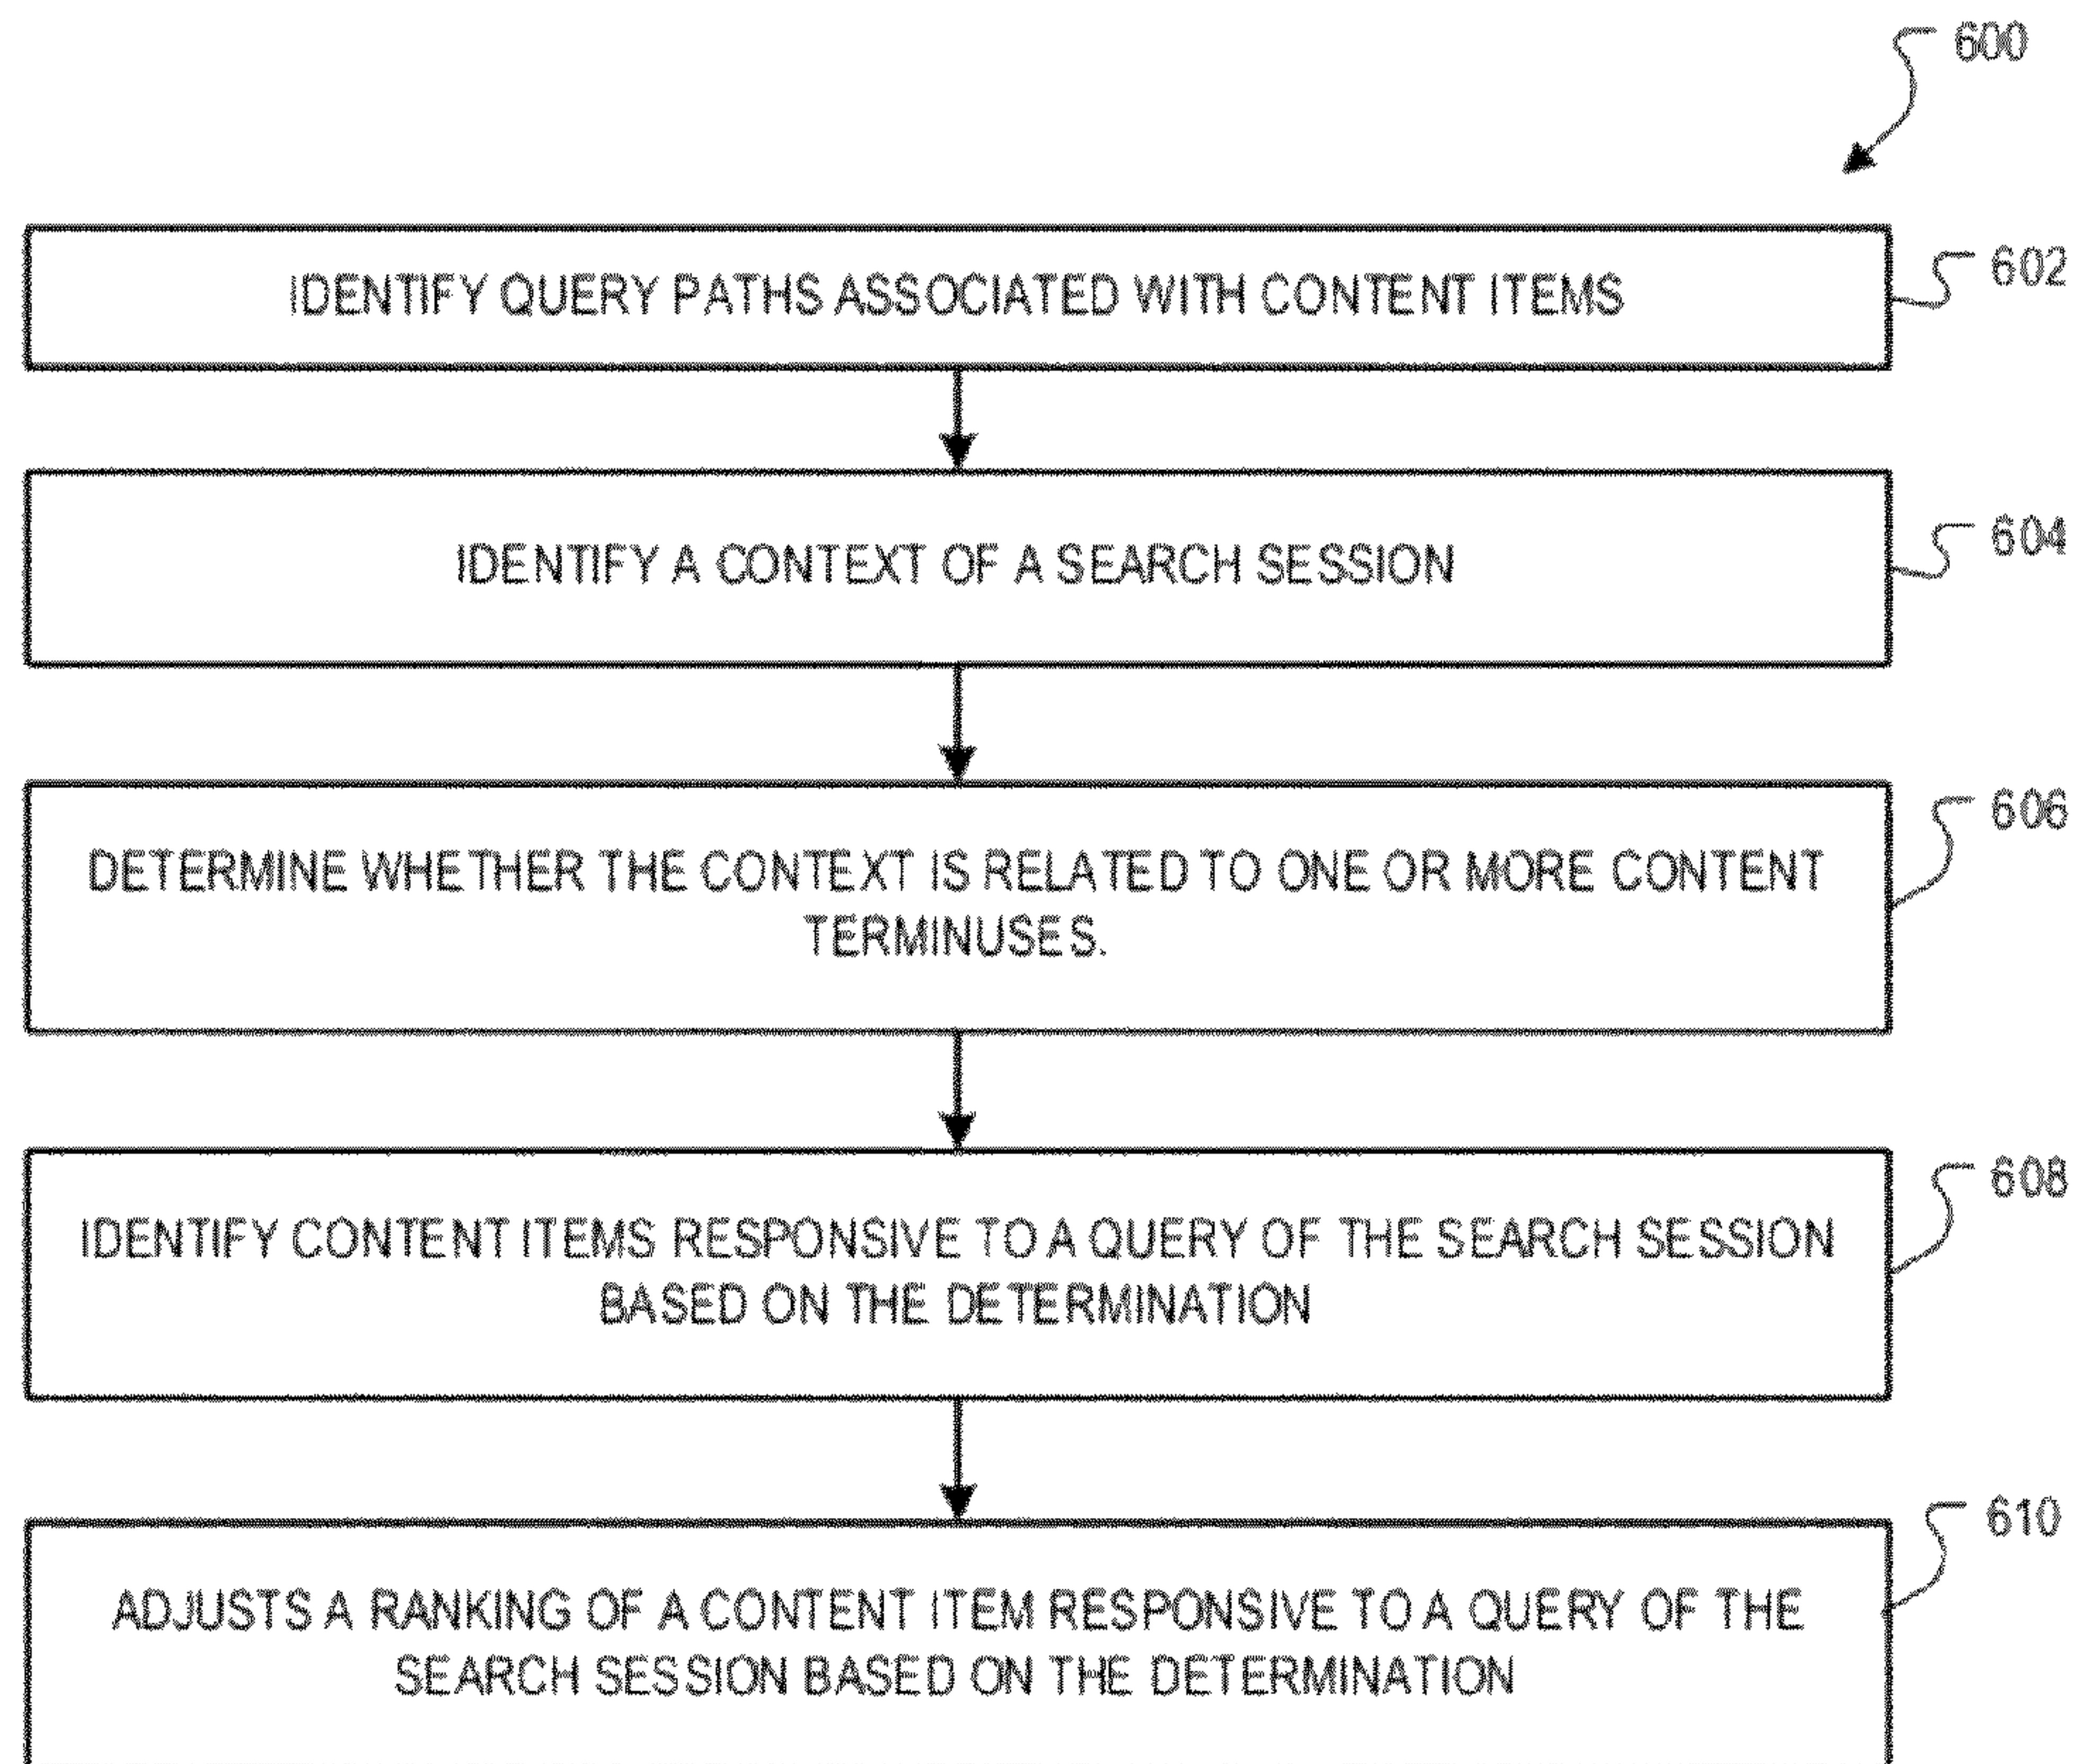 600
IDENTIFY QUERY PATHS ASSOCIATED WITH CONTENT ITEMS
602
IDENTIFY A CONTEXT OF A SEARCH SESSION
604
DETERMINE WHETHER THE CONTEXT IS RELATED TO ONE OR MORE CONTENT
TERMINUSES.
606
IDENTIFY CONTENT ITEMS RESPONSIVE TO A QUERY OF THE SEARCH SESSION
BASED ON THE DETERMINATION
608
ADJUSTS A RANKING OF A CONTENT ITEM RESPONSIVE TO A QUERY OF THE
SEARCH SESSION BASED ON THE DETERMINATION
610